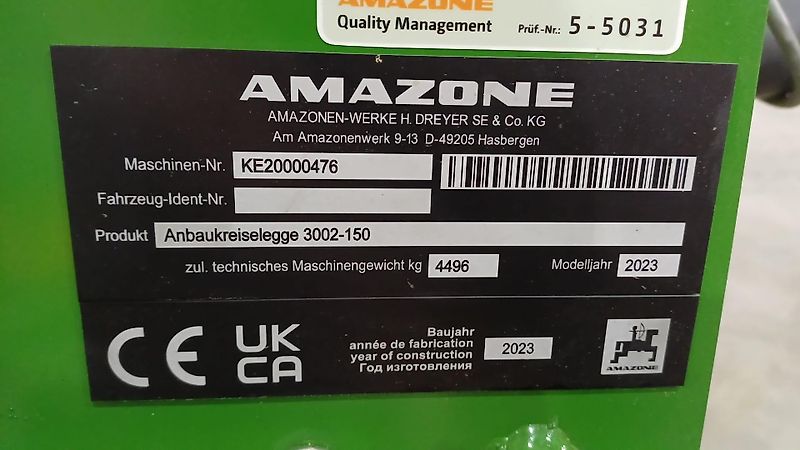 AMAZONE
Quality Management Prüf.-Nr.: 5-5031
AMAZONE
AMAZONEN-WERKE H. DREYER SE & Co. KG
Am Amazonenwerk 9-13 D-49205 Hasbergen
Maschinen-Nr. KE20000476
Fahrzeug-Ident-Nr.
Produkt Anbaukreiselegge 3002-150
zul. technisches Maschinengewicht kg 4496 Modelljahr 2023
CE UK CA
Baujahr
année de fabrication
year of construction 2023
Год изготовления
AMAZONE